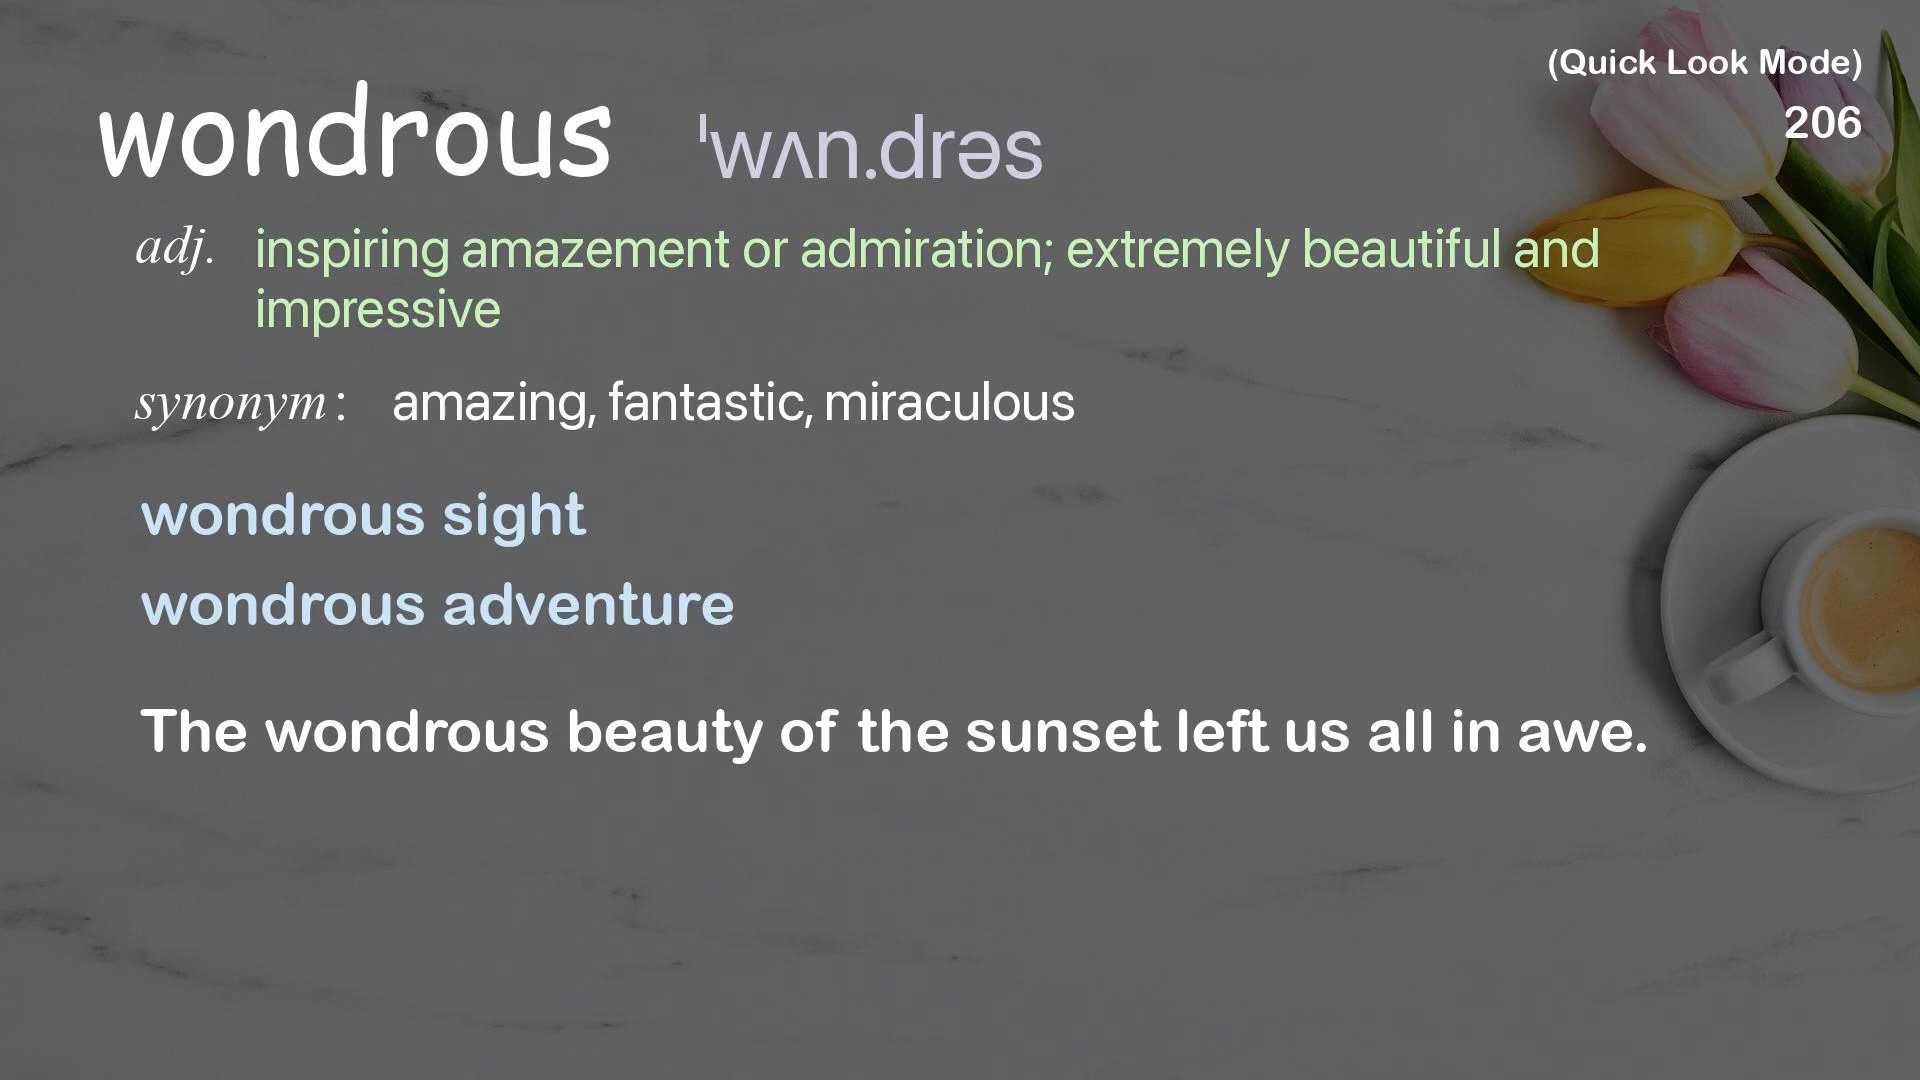 (Quick Look Mode)
206
wondrous ˈwʌn.drəs
adj. inspiring amazement or admiration; extremely beautiful and
impressive
synonym: amazing, fantastic, miraculous
wondrous sight
wondrous adventure
The wondrous beauty of the sunset left us all in awe.